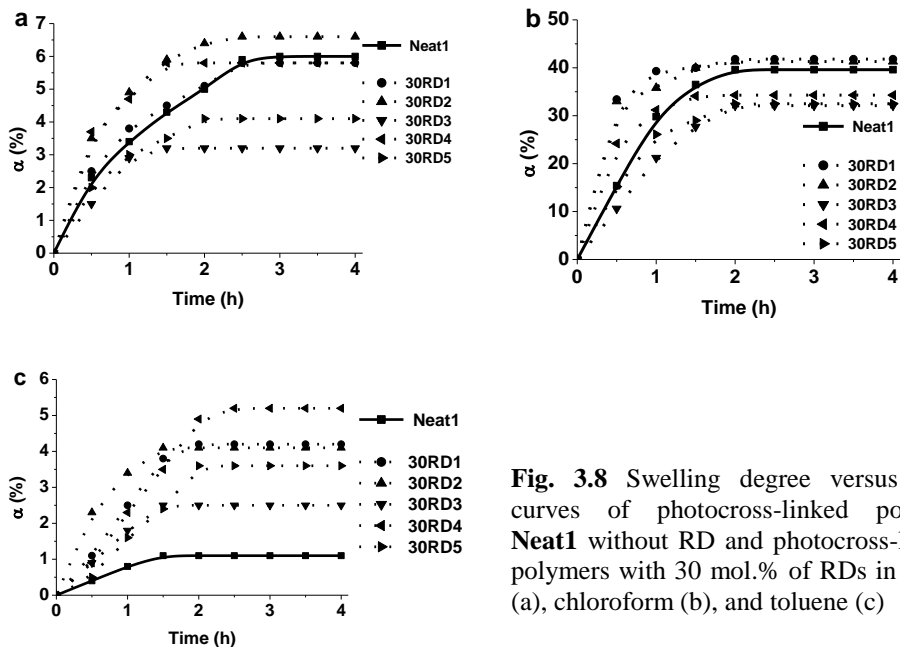 a
7
6
5
4
3
2
1
0
α (%)
0 1 2 3 4
Time (h)
Neat1
30RD1
30RD2
30RD3
30RD4
30RD5
b
50
40
30
20
10
0
α (%)
0 1 2 3 4
Time (h)
Neat1
30RD1
30RD2
30RD3
30RD4
30RD5
c
6
5
4
3
2
1
0
α (%)
0 1 2 3 4
Time (h)
Neat1
30RD1
30RD2
30RD3
30RD4
30RD5
Fig. 3.8 Swelling degree versus
curves of photocross-linked po
Neat1 without RD and photocross-l
polymers with 30 mol.% of RDs in
(a), chloroform (b), and toluene (c)